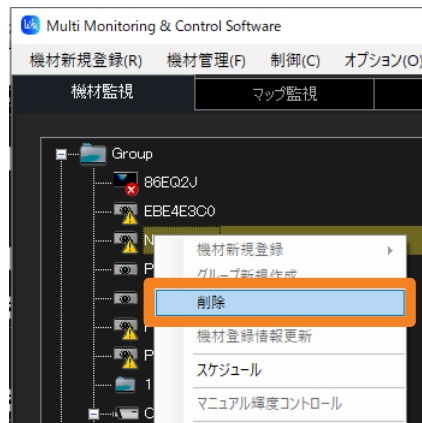 Multi Monitoring & Control Software
機材新規登録(R) 機材管理(F) 制御(C) オプション(O)
機材監視 マップ監視
Group
86EQ2J
EBE4E3C0
N
機材新規登録
P
グループ新規作成
削除
機材登録情報更新
P
スケジュール
1
マニュアル輝度コントロール